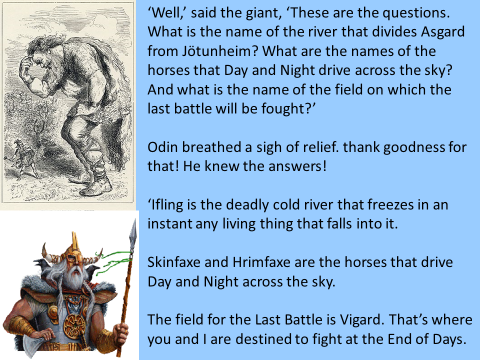 ‘Well,’ said the giant, ‘These are the questions.
What is the name of the river that divides Asgard
from Jötunheim? What are the names of the
horses that Day and Night drive across the sky?
And what is the name of the field on which the
last battle will be fought?’
Odin breathed a sigh of relief. thank goodness for
that! He knew the answers!
‘Ifling is the deadly cold river that freezes in an
instant any living thing that falls into it.
Skinfaxe and Hrimfaxe are the horses that drive
Day and Night across the sky.
The field for the Last Battle is Vigard. That’s where
you and I are destined to fight at the End of Days.